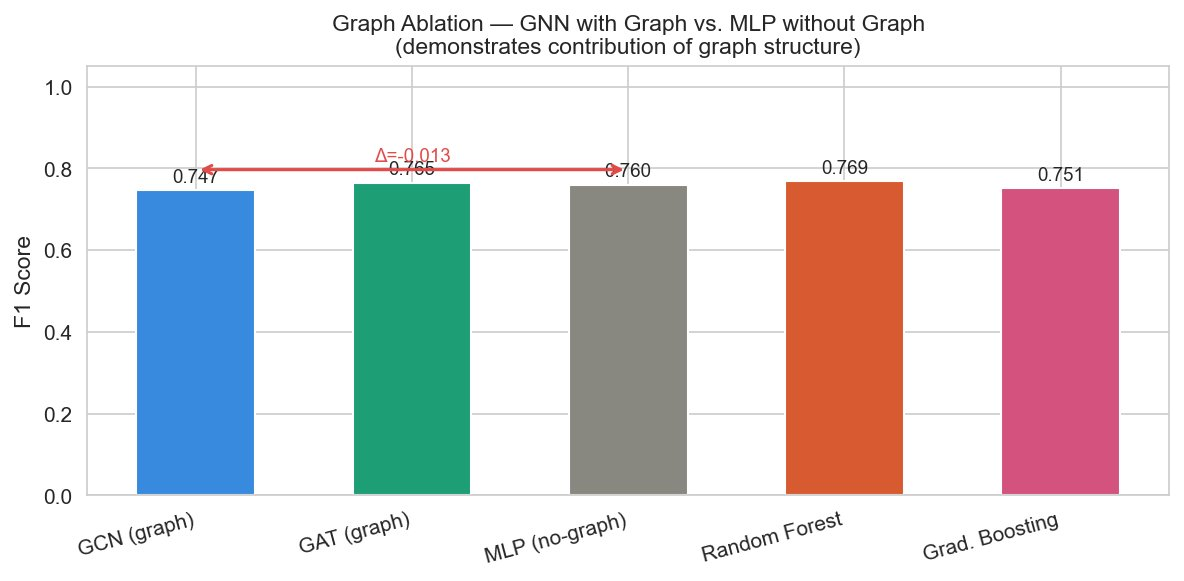 Graph Ablation — GNN with Graph vs. MLP without Graph
(demonstrates contribution of graph structure)
F1 Score
1.0
0.8
0.6
0.4
0.2
0.0
Δ=-0.013
0.747
0.765
0.760
0.769
0.751
GCN (graph)
GAT (graph)
MLP (no-graph)
Random Forest
Grad. Boosting